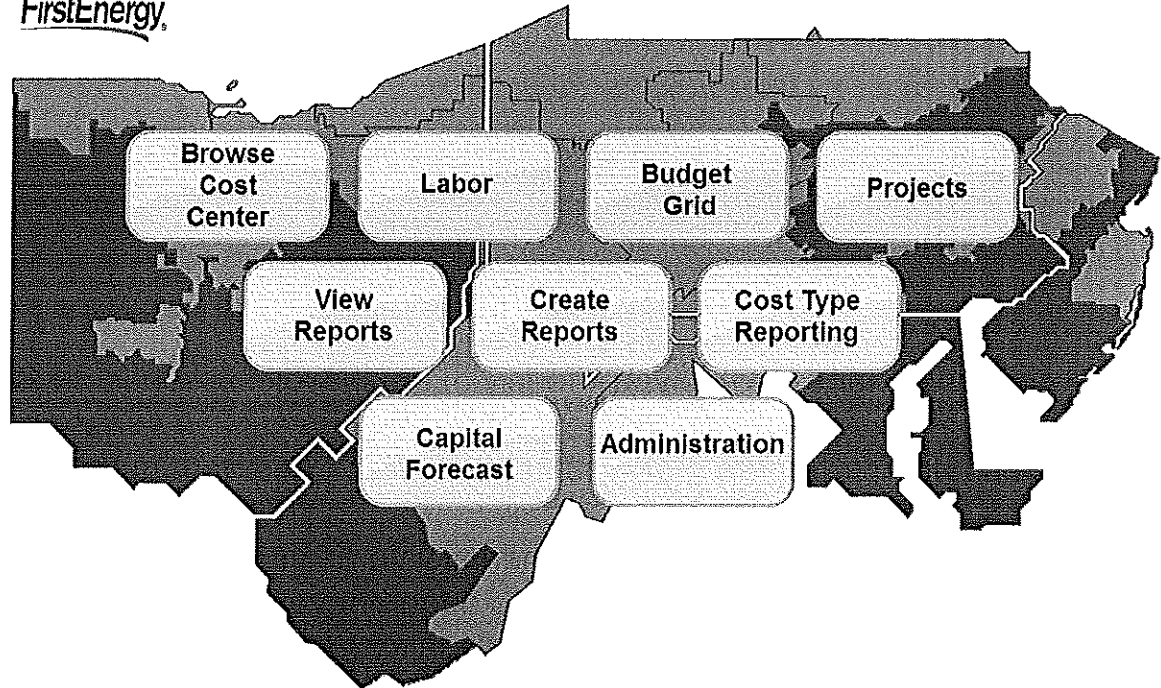 FirstEnergy
Browse
Cost
Center
Labor
Budget
Grid
Projects
View
Reports
Create
Reports
Cost Type
Reporting
Capital
Forecast
Administration